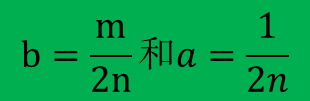 b = m/2n 和 a = 1/2n